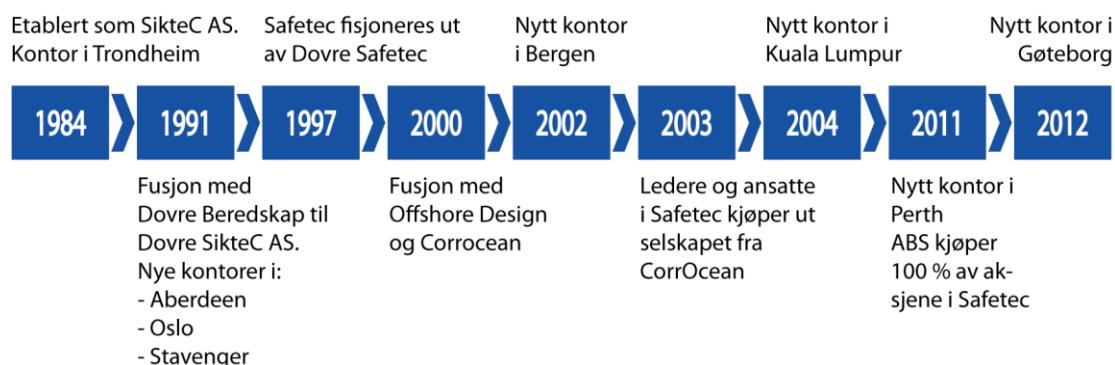 Etablert som SikteC AS.
Kontor i Trondheim
Safetec fisjoneres ut
av Dovre Safetec
Nytt kontor
i Bergen
Nytt kontor i
Kuala Lumpur
Nytt kontor i
Gøteborg
1984
1991
1997
2000
2002
2003
2004
2011
2012
Fusjon med
Dovre Beredskap til
Dovre SikteC AS.
Nye kontorer i:
- Aberdeen
- Oslo
- Stavenger
Fusjon med
Offshore Design
og Corrocean
Ledere og ansatte
i Safetec kjøper ut
selskapet fra
CorrOcean
Nytt kontor i
Perth
ABS kjøper
100 % av ak-
sjene i Safetec